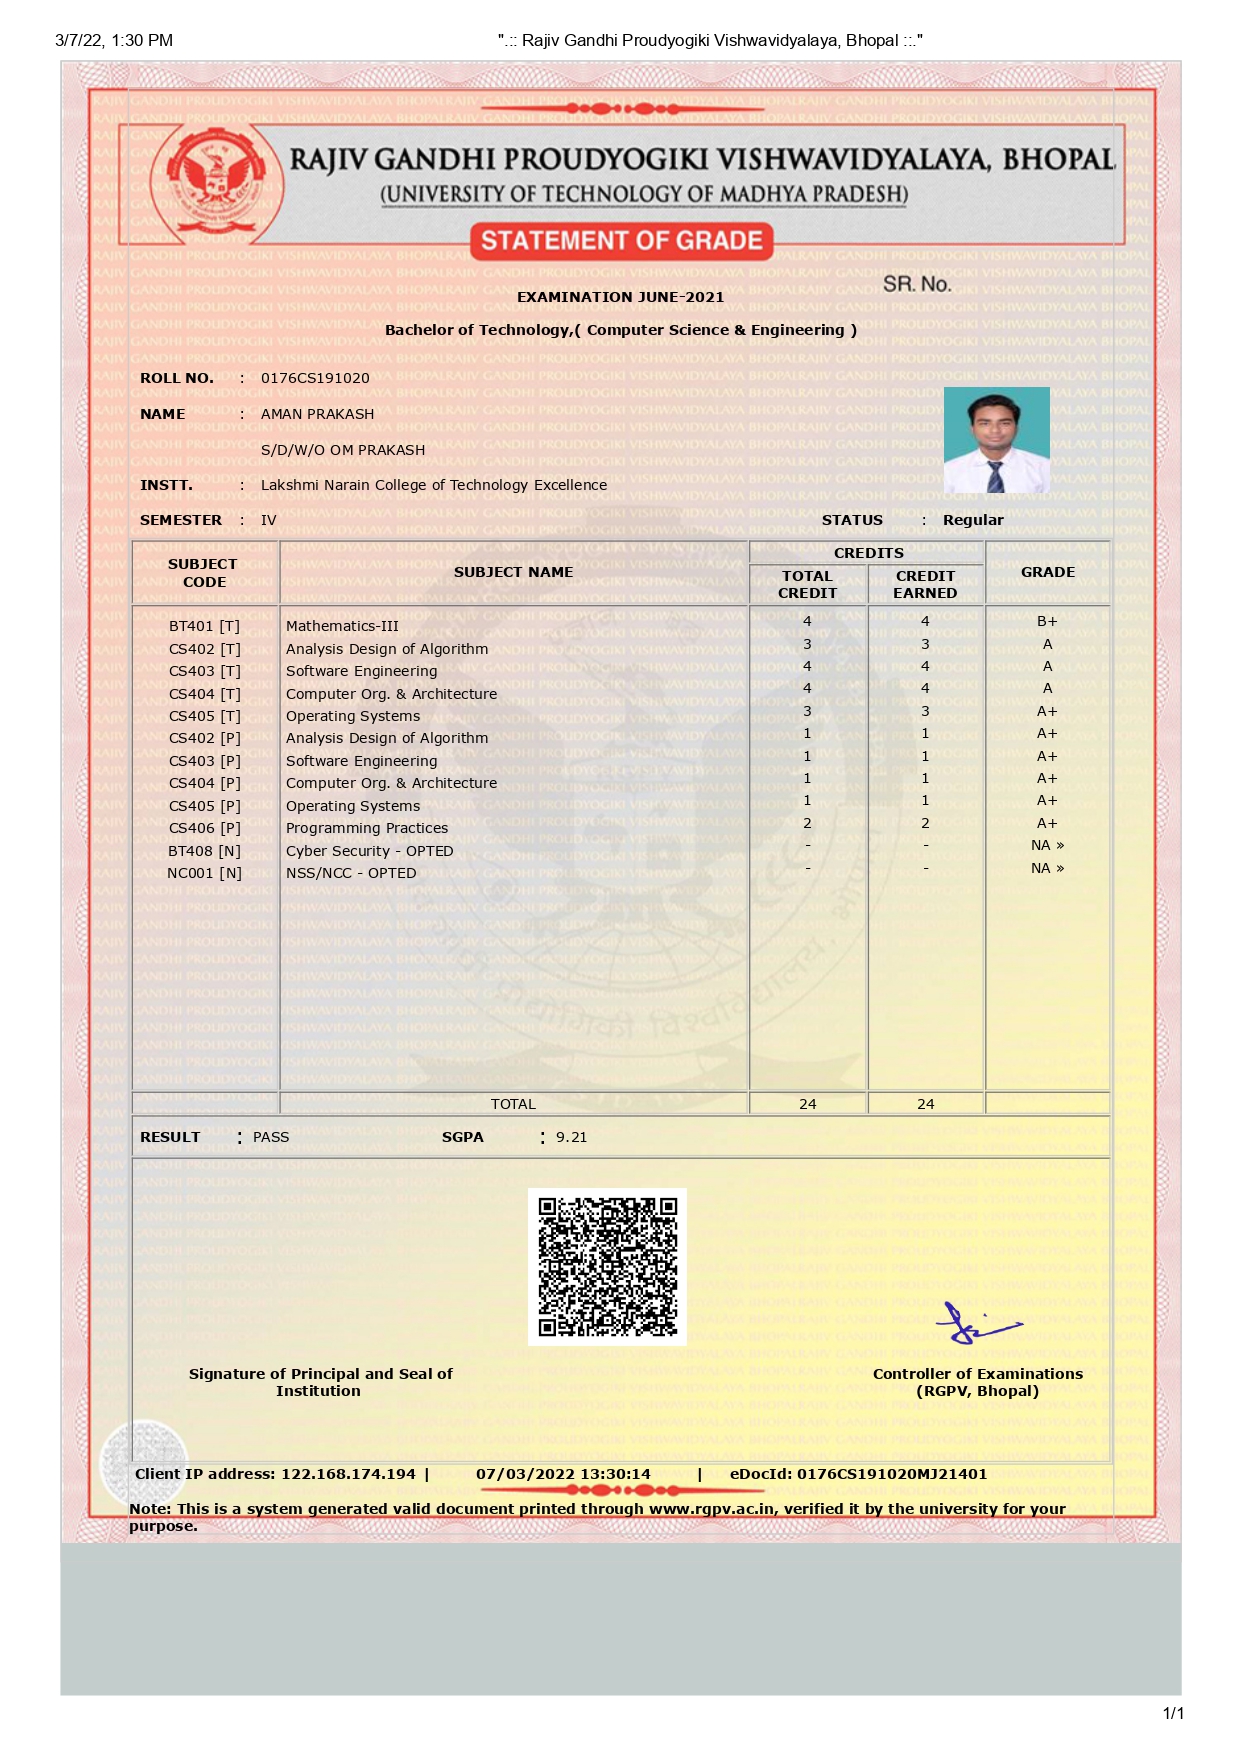 3/7/22, 1:30 PM ".:: Rajiv Gandhi Proudyogiki Vishwavidyalaya, Bhopal ::."
RAJIV GANDHI PROUDYOGIKI VISHWAVIDYALAYA, BHOPAL
(UNIVERSITY OF TECHNOLOGY OF MADHYA PRADESH)
STATEMENT OF GRADE
SR. No.
EXAMINATION JUNE-2021
Bachelor of Technology,( Computer Science & Engineering )
ROLL NO. : 0176CS191020
NAME : AMAN PRAKASH
S/D/W/O OM PRAKASH
INSTT. : Lakshmi Narain College of Technology Excellence
SEMESTER : IV STATUS : Regular
SUBJECT CODE SUBJECT NAME CREDITS GRADE
TOTAL CREDIT CREDIT EARNED
BT401 [T] Mathematics-III 4 4 B+
CS402 [T] Analysis Design of Algorithm 3 3 A
CS403 [T] Software Engineering 4 4 A
CS404 [T] Computer Org. & Architecture 4 4 A
CS405 [T] Operating Systems 3 3 A+
CS402 [P] Analysis Design of Algorithm 1 1 A+
CS403 [P] Software Engineering 1 1 A+
CS404 [P] Computer Org. & Architecture 1 1 A+
CS405 [P] Operating Systems 1 1 A+
CS406 [P] Programming Practices 2 2 A+
BT408 [N] Cyber Security - OPTED - - NA »
NC001 [N] NSS/NCC - OPTED - - NA »
TOTAL 24 24
RESULT : PASS SGPA : 9.21
Signature of Principal and Seal of Institution
Controller of Examinations
(RGPV, Bhopal)
Client IP address: 122.168.174.194 | 07/03/2022 13:30:14 | eDocId: 0176CS191020MJ21401
Note: This is a system generated valid document printed through www.rgpv.ac.in, verified it by the university for your
purpose.
1/1